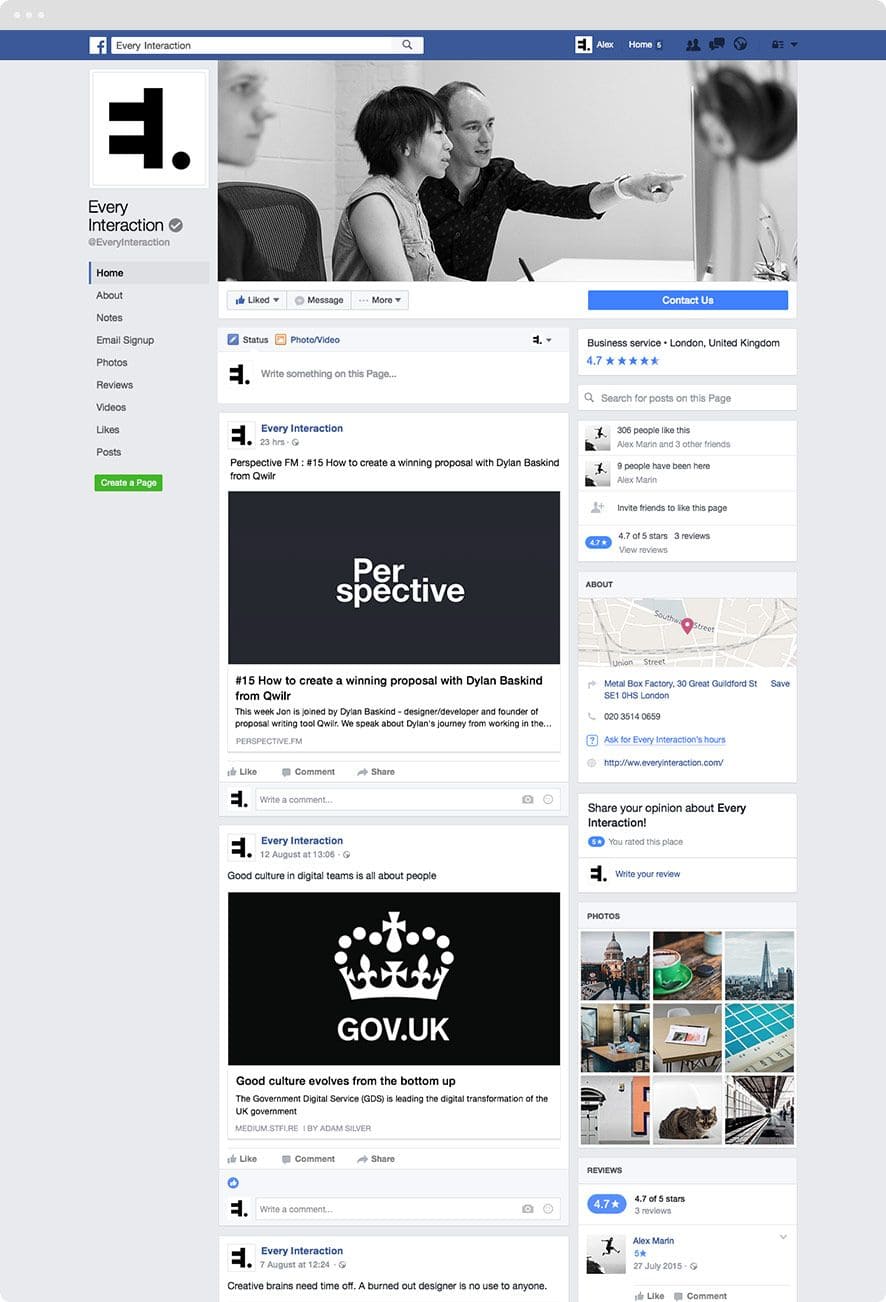 Every Interaction
Alex
Home 5
E.
Every
Interaction
@EveryInteraction
Home
About
Notes
Email Signup
Photos
Reviews
Videos
Likes
Posts
Create a Page
Liked
Message
··· More
Contact Us
Status
Photo/Video
Write something on this Page...
Every Interaction
23 hrs ·
Perspective FM : #15 How to create a winning proposal with Dylan Baskind
from Qwilr
Per
spective
#15 How to create a winning proposal with Dylan Baskind
from Qwilr
This week Jon is joined by Dylan Baskind - designer/developer and founder of
proposal writing tool Qwilr. We speak about Dylan's journey from working in the...
PERSPECTIVE.FM
Like
Comment
Share
Write a comment...
Every Interaction
12 August at 13:06 ·
Good culture in digital teams is all about people
GOV.UK
Good culture evolves from the bottom up
The Government Digital Service (GDS) is leading the digital transformation of the
UK government
MEDIUM.STFI.RE | BY ADAM SILVER
Like
Comment
Share
Write a comment...
Every Interaction
7 August at 12:24 ·
Creative brains need time off. A burned out designer is no use to anyone.
Business service • London, United Kingdom
4.7 ★★★★★
Search for posts on this Page
306 people like this
Alex Marin and 3 other friends
9 people have been here
Alex Marin
Invite friends to like this page
4.7 ★
4.7 of 5 stars 3 reviews
View reviews
ABOUT
Street
Union Street
Metal Box Factory, 30 Great Guildford St
SE1 0HS London
Save
020 3514 0659
Ask for Every Interaction's hours
http://ww.everyinteraction.com/
Share your opinion about Every
Interaction!
5★ You rated this place
Write your review
PHOTOS
REVIEWS
4.7★
4.7 of 5 stars
3 reviews
Alex Marin
5★
27 July 2015 ·
Like
Comment